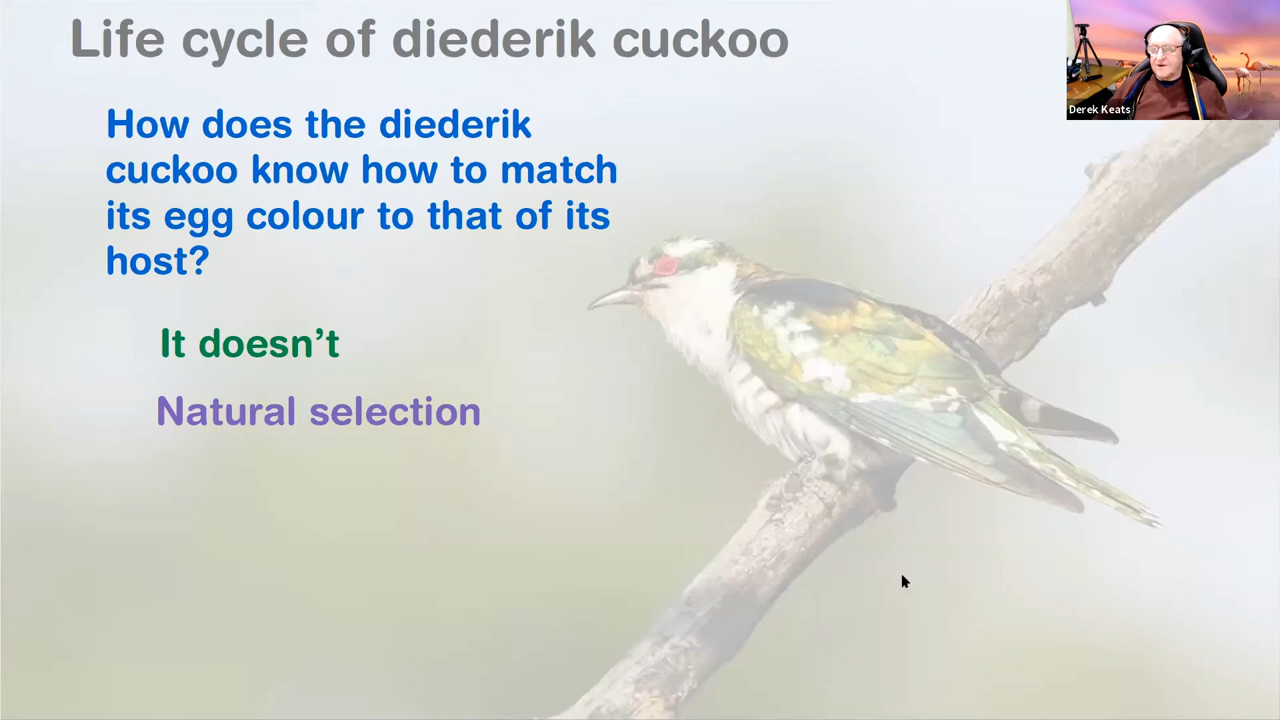 Life cycle of diederik cuckoo
Derek Keats
How does the diederik
cuckoo know how to match
its egg colour to that of its
host?
It doesn’t
Natural selection